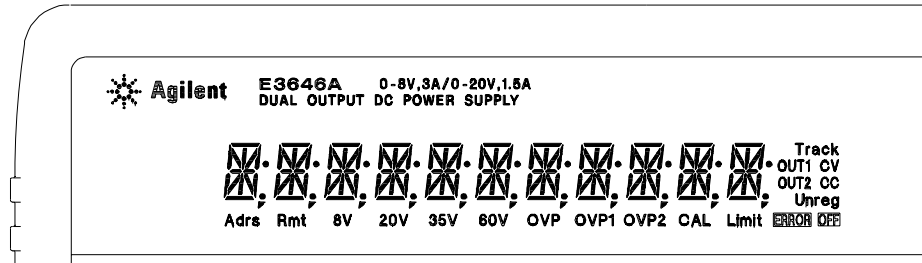 Agilent E3646A 0-8V,3A/0-20V,1.5A
DUAL OUTPUT DC POWER SUPPLY
Track
OUT1 CV
OUT2 CC
Unreg
Adrs Rmt 8V 20V 35V 60V OVP OVP1 OVP2 CAL Limit ERROR OFF